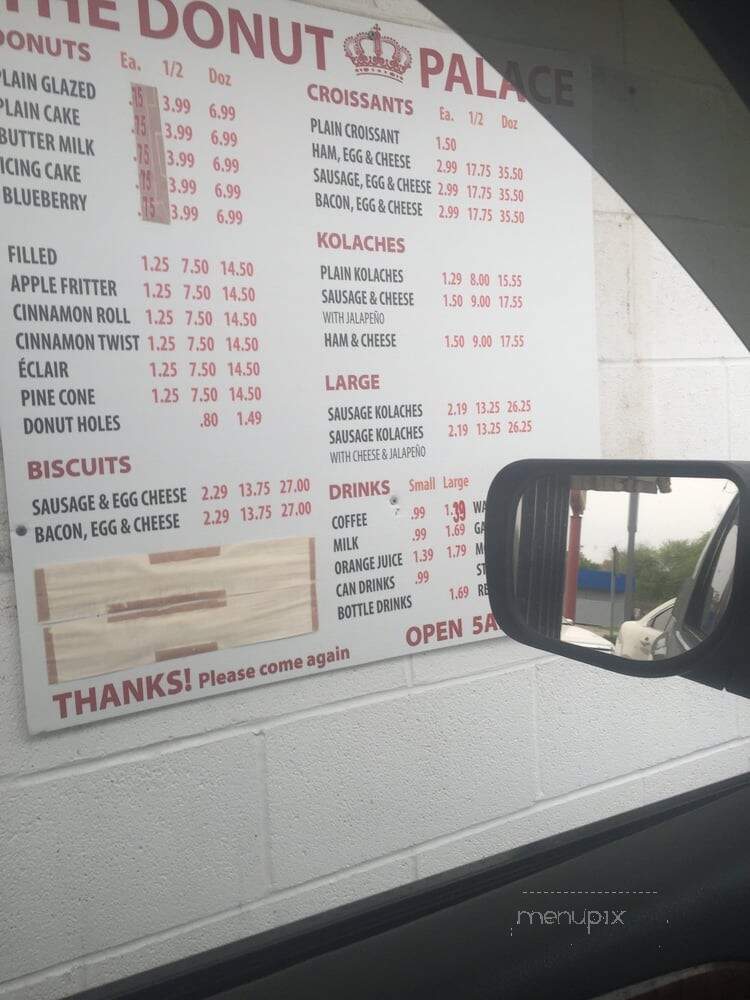 THE DONUT PALACE
DONUTS Ea. 1/2 Doz
PLAIN GLAZED .75 3.99 6.99
PLAIN CAKE .75 3.99 6.99
BUTTER MILK .75 3.99 6.99
ICING CAKE .75 3.99 6.99
BLUEBERRY .75 3.99 6.99
FILLED 1.25 7.50 14.50
APPLE FRITTER 1.25 7.50 14.50
CINNAMON ROLL 1.25 7.50 14.50
CINNAMON TWIST 1.25 7.50 14.50
ÉCLAIR 1.25 7.50 14.50
PINE CONE 1.25 7.50 14.50
DONUT HOLES .80 1.49
BISCUITS
SAUSAGE & EGG CHEESE 2.29 13.75 27.00
BACON, EGG & CHEESE 2.29 13.75 27.00
CROISSANTS Ea. 1/2 Doz
PLAIN CROISSANT 1.50
HAM, EGG & CHEESE 2.99 17.75 35.50
SAUSAGE, EGG & CHEESE 2.99 17.75 35.50
BACON, EGG & CHEESE 2.99 17.75 35.50
KOLACHES
PLAIN KOLACHES 1.29 8.00 15.55
SAUSAGE & CHEESE 1.50 9.00 17.55
WITH JALAPEÑO
HAM & CHEESE 1.50 9.00 17.55
LARGE
SAUSAGE KOLACHES 2.19 13.25 26.25
SAUSAGE KOLACHES 2.19 13.25 26.25
WITH CHEESE & JALAPEÑO
DRINKS Small Large
COFFEE .99 1.39
MILK .99 1.69
ORANGE JUICE 1.39 1.79
CAN DRINKS .99
BOTTLE DRINKS 1.69
OPEN 5A
THANKS! Please come again
menupix